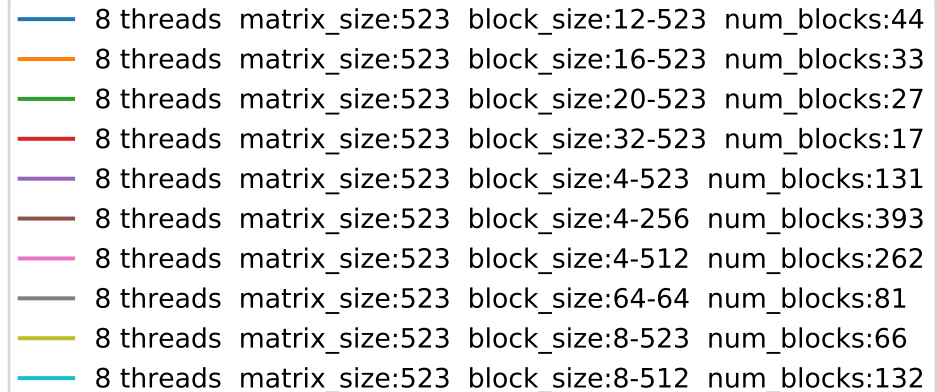 8 threads matrix_size:523 block_size:12-523 num_blocks:44
8 threads matrix_size:523 block_size:16-523 num_blocks:33
8 threads matrix_size:523 block_size:20-523 num_blocks:27
8 threads matrix_size:523 block_size:32-523 num_blocks:17
8 threads matrix_size:523 block_size:4-523 num_blocks:131
8 threads matrix_size:523 block_size:4-256 num_blocks:393
8 threads matrix_size:523 block_size:4-512 num_blocks:262
8 threads matrix_size:523 block_size:64-64 num_blocks:81
8 threads matrix_size:523 block_size:8-523 num_blocks:66
8 threads matrix_size:523 block_size:8-512 num_blocks:132